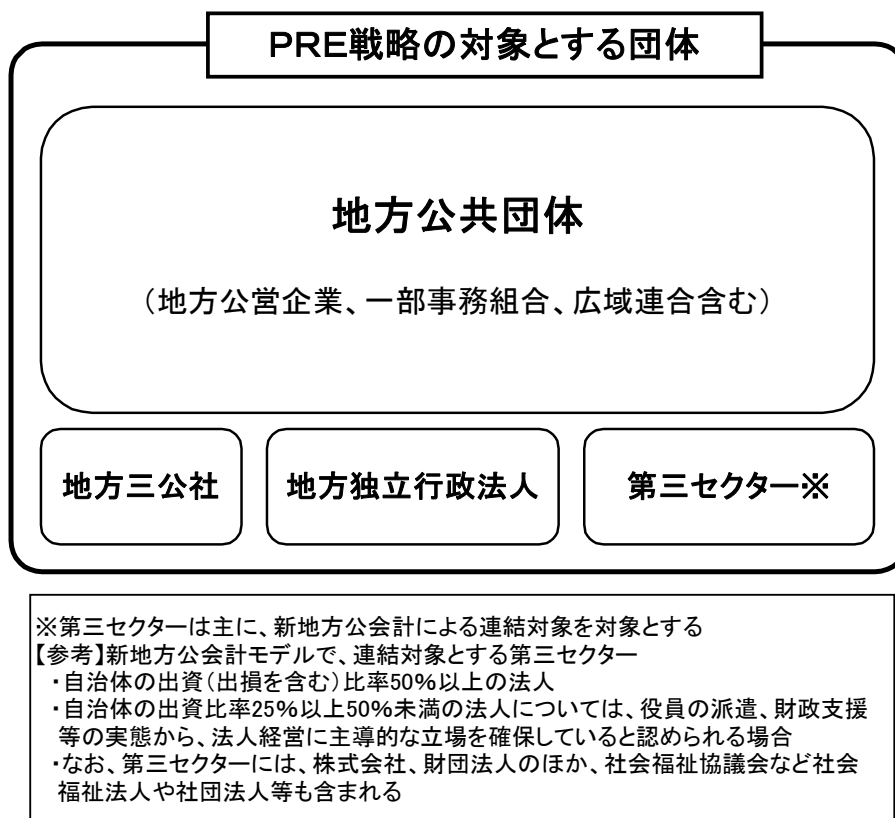 PRE戦略の対象とする団体
地方公共団体
（地方公営企業、一部事務組合、広域連合含む）
地方三公社
地方独立行政法人
第三セクター※
※第三セクターは主に、新地方公会計による連結対象を対象とする
【参考】新地方公会計モデルで、連結対象とする第三セクター
・自治体の出資（出損を含む）比率50％以上の法人
・自治体の出資比率25％以上50％未満の法人については、役員の派遣、財政支援
等の実態から、法人経営に主導的な立場を確保していると認められる場合
・なお、第三セクターには、株式会社、財団法人のほか、社会福祉協議会など社会
福祉法人や社団法人等も含まれる